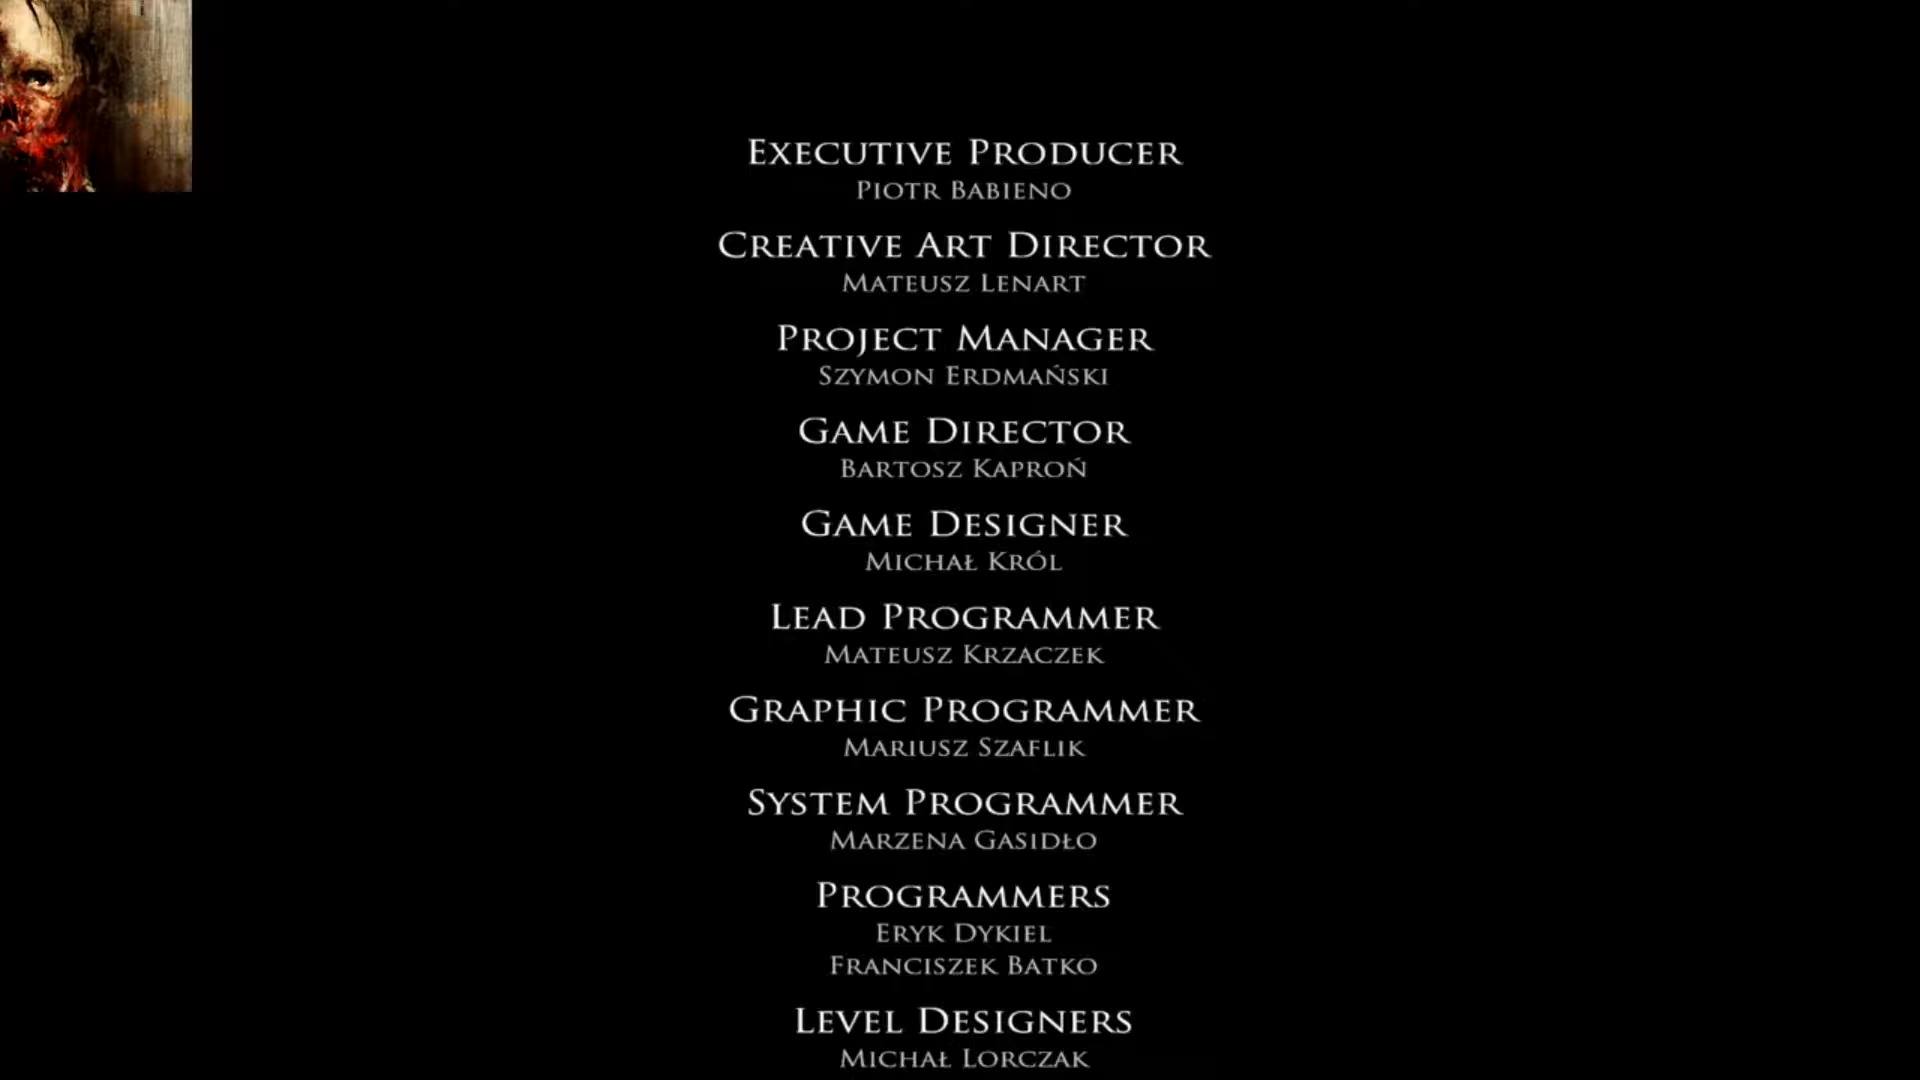 Executive Producer
Piotr Babieno
Creative Art Director
Mateusz Lenart
Project Manager
Szymon Erdmański
Game Director
Bartosz Kaproń
Game Designer
Michał Król
Lead Programmer
Mateusz Krzaczek
Graphic Programmer
Mariusz Szaflik
System Programmer
Marzena Gasidło
Programmers
Eryk Dykiel
Franciszek Batko
Level Designers
Michał Lorczak